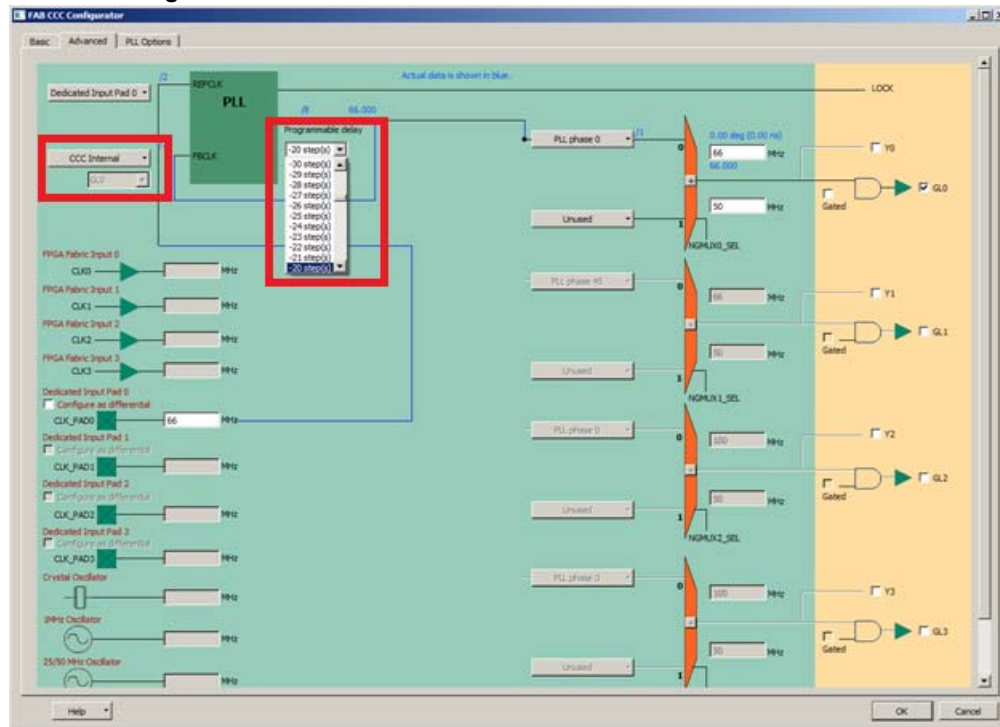 FAB CCC Configurator
Basic Advanced PLL Options
Actual data is shown in blue.
Dedicated Input Pad 0
/2
REFCLK
PLL
LOCK
/8 66.000
Programmable delay
-20 step(s)
-30 step(s)
-29 step(s)
-28 step(s)
-27 step(s)
-26 step(s)
-25 step(s)
-24 step(s)
-23 step(s)
-22 step(s)
-21 step(s)
-20 step(s)
CCC Internal
GL0
FBCLK
PLL phase 0
/1
0
0.00 deg (0.00 ns)
66 MHz
66.000
Y0
Gated
GL0
50 MHz
Unused
1
NGMUX0_SEL
FPGA Fabric Input 0
CLK0 MHz
FPGA Fabric Input 1
CLK1 MHz
FPGA Fabric Input 2
CLK2 MHz
FPGA Fabric Input 3
CLK3 MHz
Dedicated Input Pad 0
Configure as differential
CLK_PAD0 66 MHz
Dedicated Input Pad 1
Configure as differential
CLK_PAD1 MHz
Dedicated Input Pad 2
Configure as differential
CLK_PAD2 MHz
Dedicated Input Pad 3
Configure as differential
CLK_PAD3 MHz
Crystal Oscillator
MHz
1MHz Oscillator
MHz
25/50 MHz Oscillator
MHz
PLL phase 45
0
66 MHz
Y1
Gated
GL1
50 MHz
Unused
1
NGMUX1_SEL
PLL phase 0
0
100 MHz
Y2
Gated
GL2
50 MHz
Unused
1
NGMUX2_SEL
PLL phase 0
0
100 MHz
Y3
Gated
GL3
50 MHz
Unused
1
Help
OK Cancel